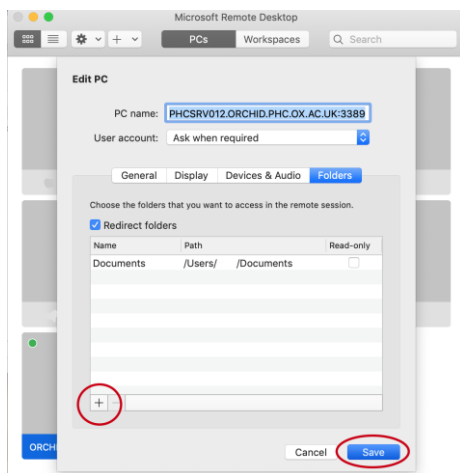 Microsoft Remote Desktop
PCs Workspaces Search
Edit PC
PC name: PHCSRV012.ORCHID.PHC.OX.AC.UK:3389
User account: Ask when required
General Display Devices & Audio Folders
Choose the folders that you want to access in the remote session.
Redirect folders
Name Path Read-only
Documents /Users/ /Documents
+ −
Cancel Save
ORCH